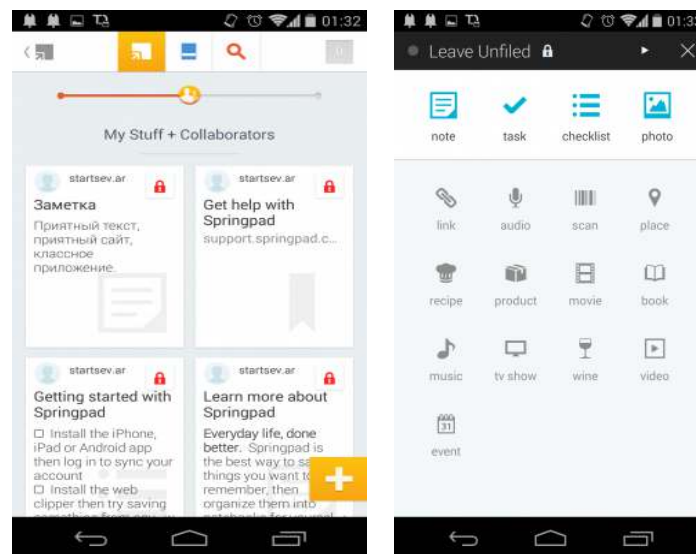 01:32
My Stuff + Collaborators
startsev.ar
Заметка
Приятный текст,
приятный сайт,
классное
приложение.
startsev.ar
Get help with
Springpad
support.springpad.c...
startsev.ar
Getting started with
Springpad
Install the iPhone,
iPad or Android app
then log in to sync your
account
Install the web
clipper then try saving
startsev.ar
Learn more about
Springpad
Everyday life, done
better. Springpad is
the best way to
things you want
remember, then
organize them into
01:32
Leave Unfiled
note
task
checklist
photo
link
audio
scan
place
recipe
product
movie
book
music
tv show
wine
video
31
event